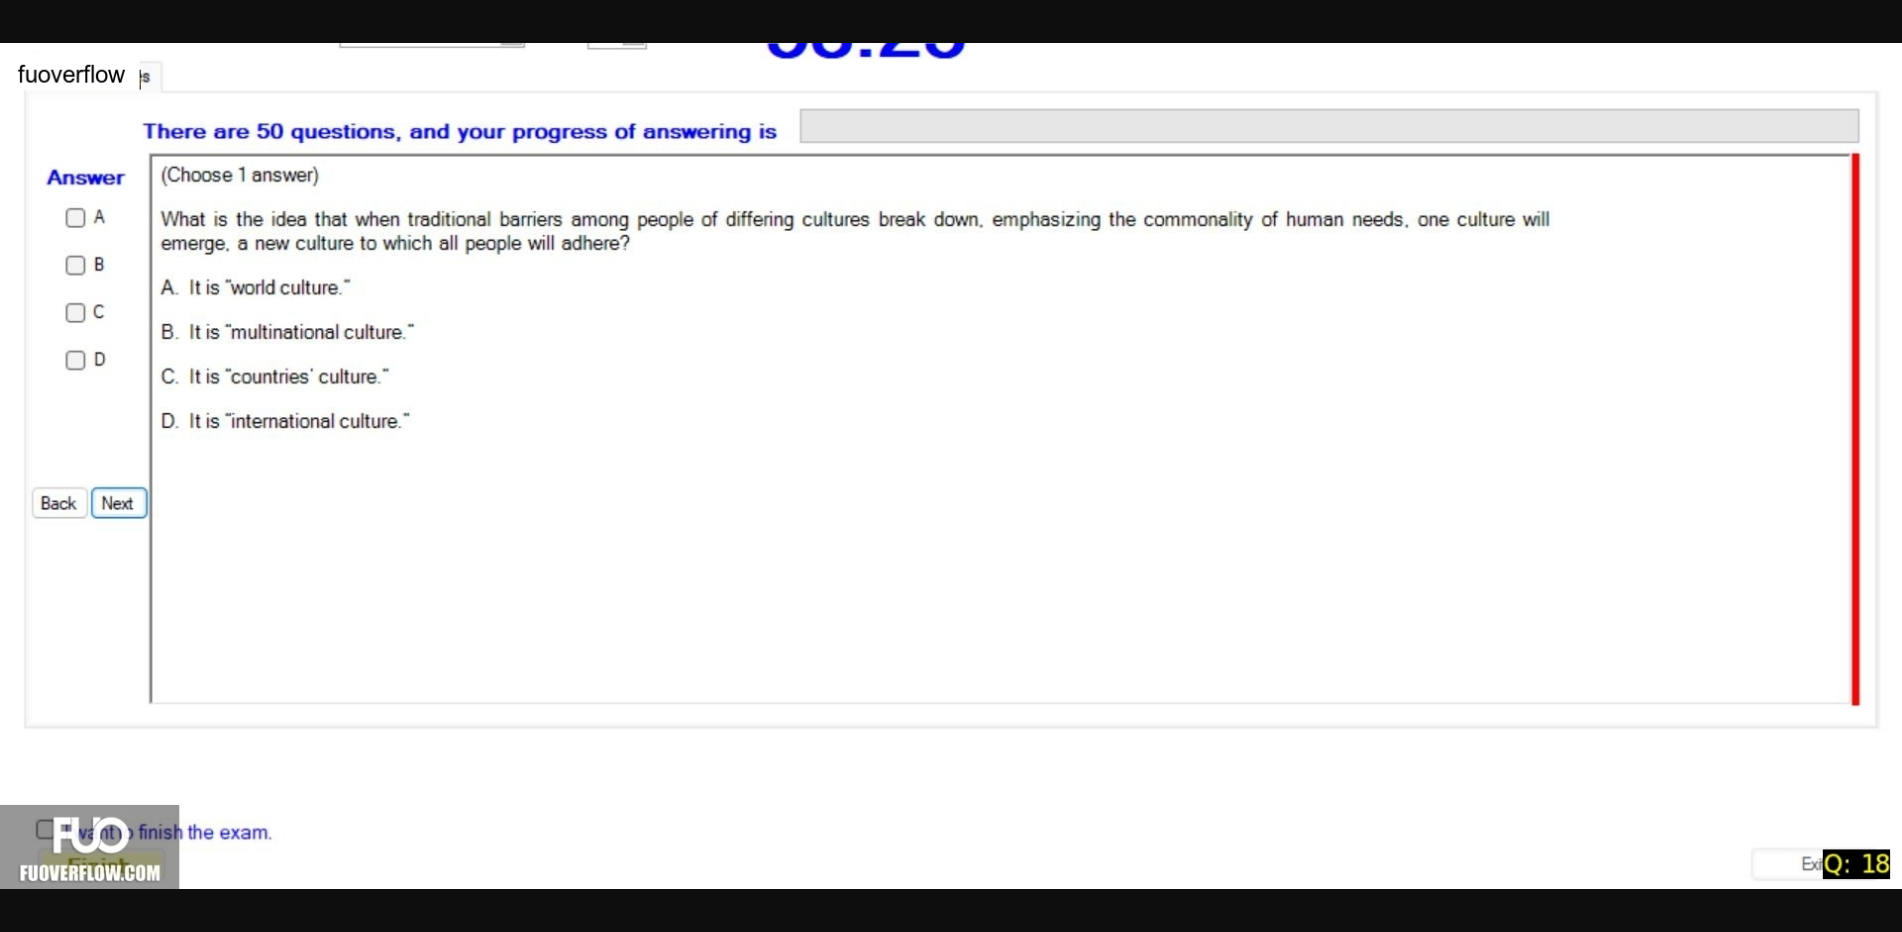 fuoverflow
There are 50 questions, and your progress of answering is
Answer
(Choose 1 answer)
A
What is the idea that when traditional barriers among people of differing cultures break down, emphasizing the commonality of human needs, one culture will
emerge, a new culture to which all people will adhere?
B
A. It is "world culture."
C
B. It is "multinational culture."
D
C. It is "countries' culture."
D. It is "international culture."
Back Next
want to finish the exam.
FUO
FUOVERFLOW.COM
Q: 18